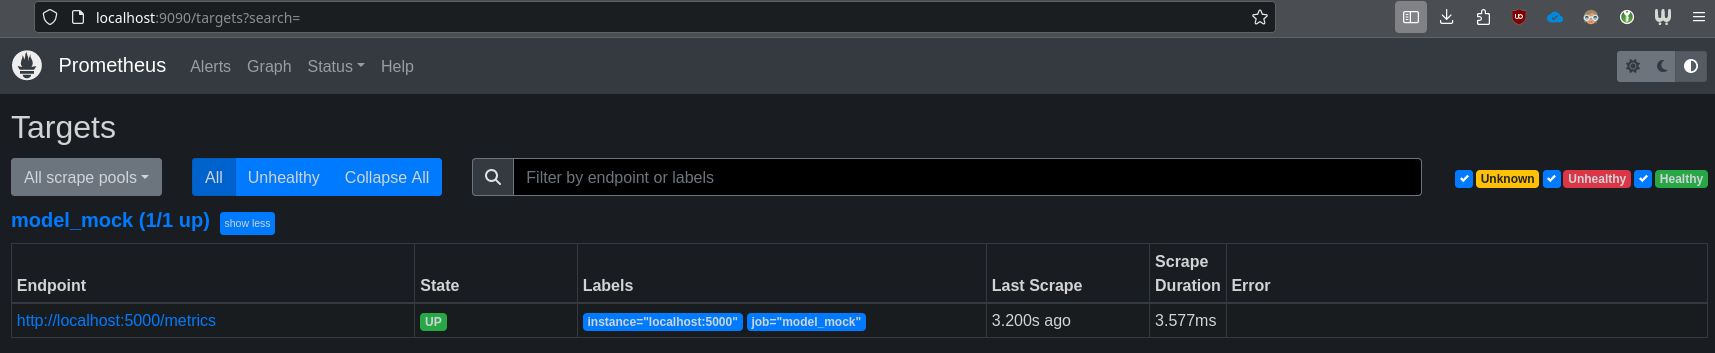 localhost:9090/targets?search=
Prometheus Alerts Graph Status Help
Targets
All scrape pools All Unhealthy Collapse All Filter by endpoint or labels Unknown Unhealthy Healthy
model_mock (1/1 up) show less
Endpoint State Labels Last Scrape Scrape Duration Error
http://localhost:5000/metrics UP instance="localhost:5000" job="model_mock" 3.200s ago 3.577ms